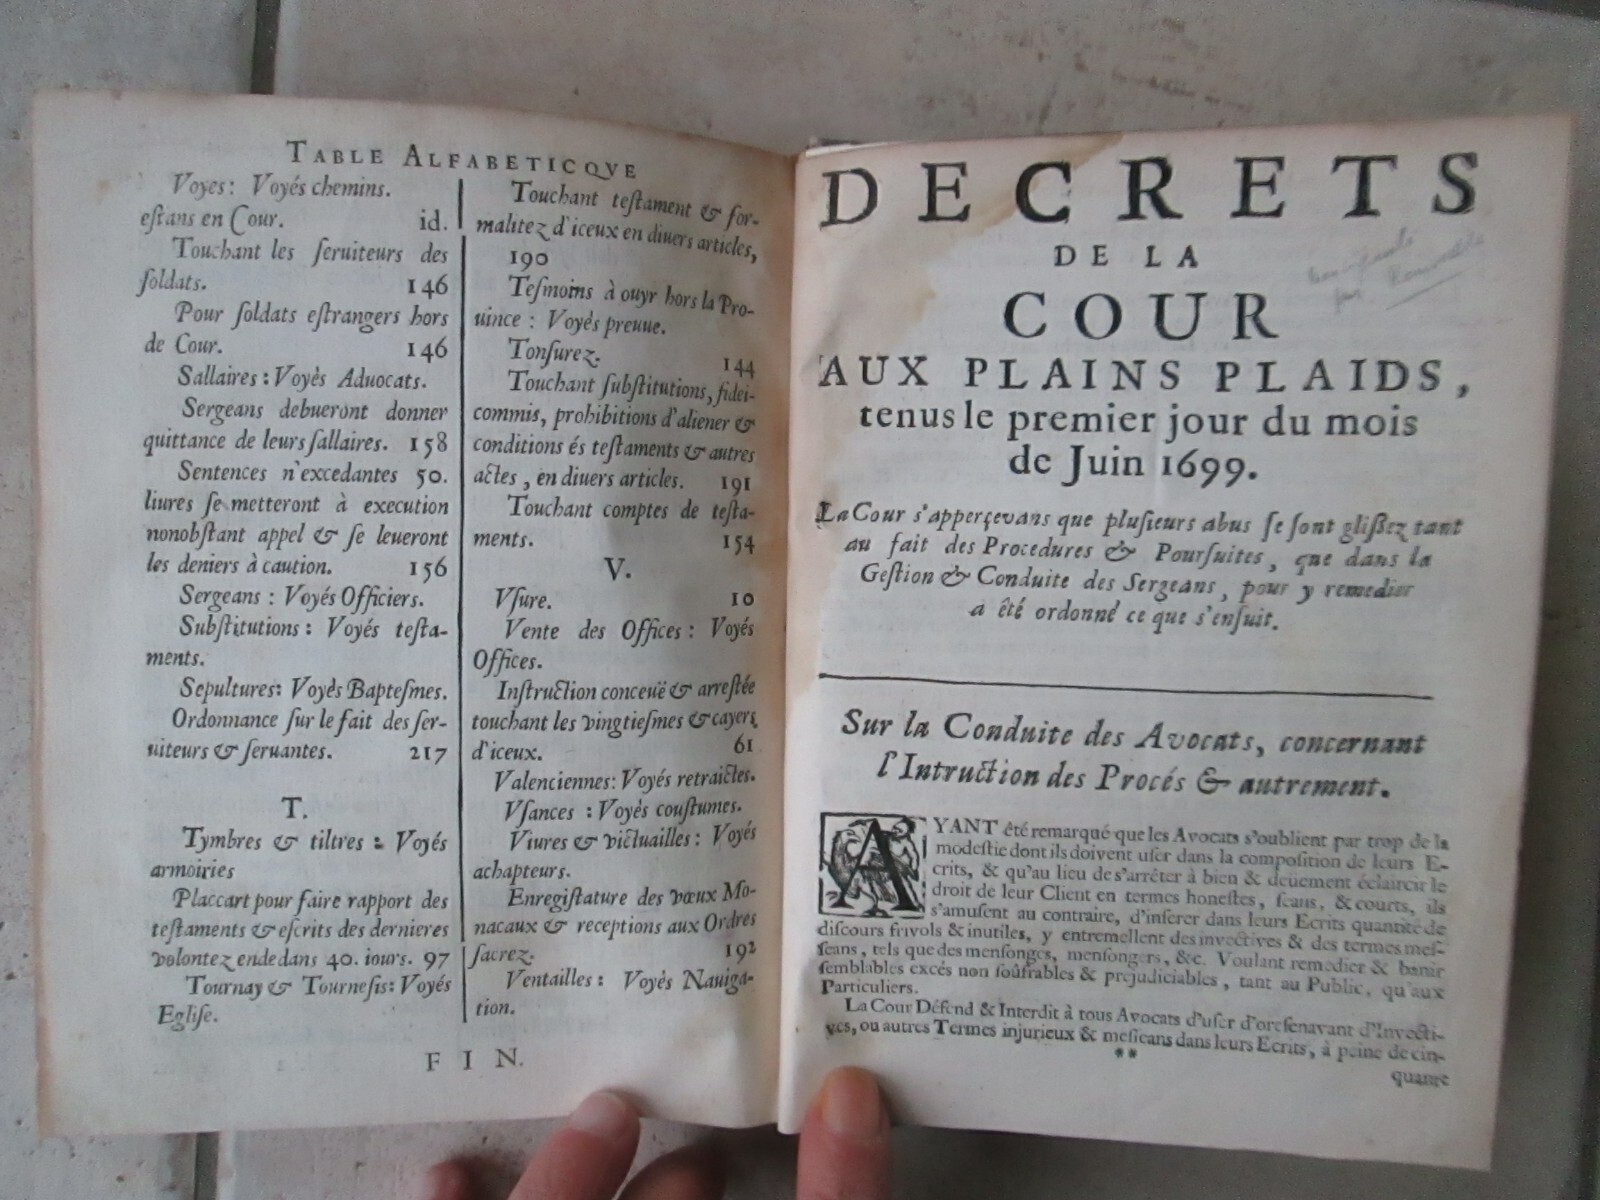 TABLE ALFABETICQVE
Voyes : Voyés chemins.
eſtans en Cour. id.
Touchant les ſeruiteurs des
ſoldats. 146
Pour ſoldats eſtrangers hors
de Cour. 146
Sallaires : Voyès Aduocats.
Sergeans debueront donner
quittance de leurs ſallaires. 158
Sentences n'excedantes 50.
liures ſe metteront à execution
nonobſtant appel & ſe leueront
les deniers à caution. 156
Sergeans : Voyés Officiers.
Subſtitutions : Voyés teſta-
ments.
Sepultures: Voyès Bapteſmes.
Ordonnance ſur le fait des ſer-
uiteurs & ſeruantes. 217
T.
Tymbres & tiltres : Voyés
armoiries
Placcart pour faire rapport des
teſtaments & eſcrits des dernieres
volontez endedans 40. iours. 97
Tournay & Tourneſis: Voyés
Egliſe.
Touchant teſtament & for-
malitez d'iceux en diuers articles,
190
Teſmoins à ouyr hors la Pro-
uince : Voyès preuue.
Tonſurez. 144
Touchant ſubſtitutions, fidei-
commis, prohibitions d'aliener &
conditions és teſtaments & autres
actes , en diuers articles. 191
Touchant comptes de teſta-
ments. 154
V.
Vſure. 10
Vente des Offices : Voyés
Offices.
Inſtruction conceuë & arreſtée
touchant les vingtieſmes & cayers
d'iceux. 61
Valenciennes: Voyés retraictes.
Vſances : Voyès couſtumes.
Viures & victuailles : Voyés
achapteurs.
Enregiſtature des vœux Mo-
nacaux & receptions aux Ordres
ſacrez. 192
Ventailles : Voyès Nauiga-
tion.
FIN.
DECRETS
DE LA
COUR
AUX PLAINS PLAIDS,
tenus le premier jour du mois
de Juin 1699.
La Cour s'apperçevans que pluſieurs abus ſe ſont gliſſez tant
au fait des Procedures & Pourſuites, que dans la
Geſtion & Conduite des Sergeans, pour y remedier
a été ordonné ce que s'enſuit.
Sur la Conduite des Avocats, concernant
l'Intruction des Procés & autrement.
AYANT été remarqué que les Avocats s'oublient par trop de la
modeſtie dont ils doivent uſer dans la compoſition de leurs E-
crits, & qu'au lieu de s'arrêter à bien & deuement éclaircir le
droit de leur Client en termes honeſtes, ſeans, & courts, ils
s'amuſent au contraire, d'inſerer dans leurs Ecrits quantité de
diſcours frivols & inutiles, y entremellent des invectives & des termes meſ-
ſeans, tels que des menſonges, menſongers, &c. Voulant remedier & banir
ſemblables excés non ſoûfrables & prejudiciables, tant au Public, qu'aux
Particuliers.
La Cour Défend & Interdit à tous Avocats d'uſer d'orſenavant d'Invecti-
ves, ou autres Termes injurieux & meſſeans dans leurs Ecrits, à peine de cin-
** 
quante